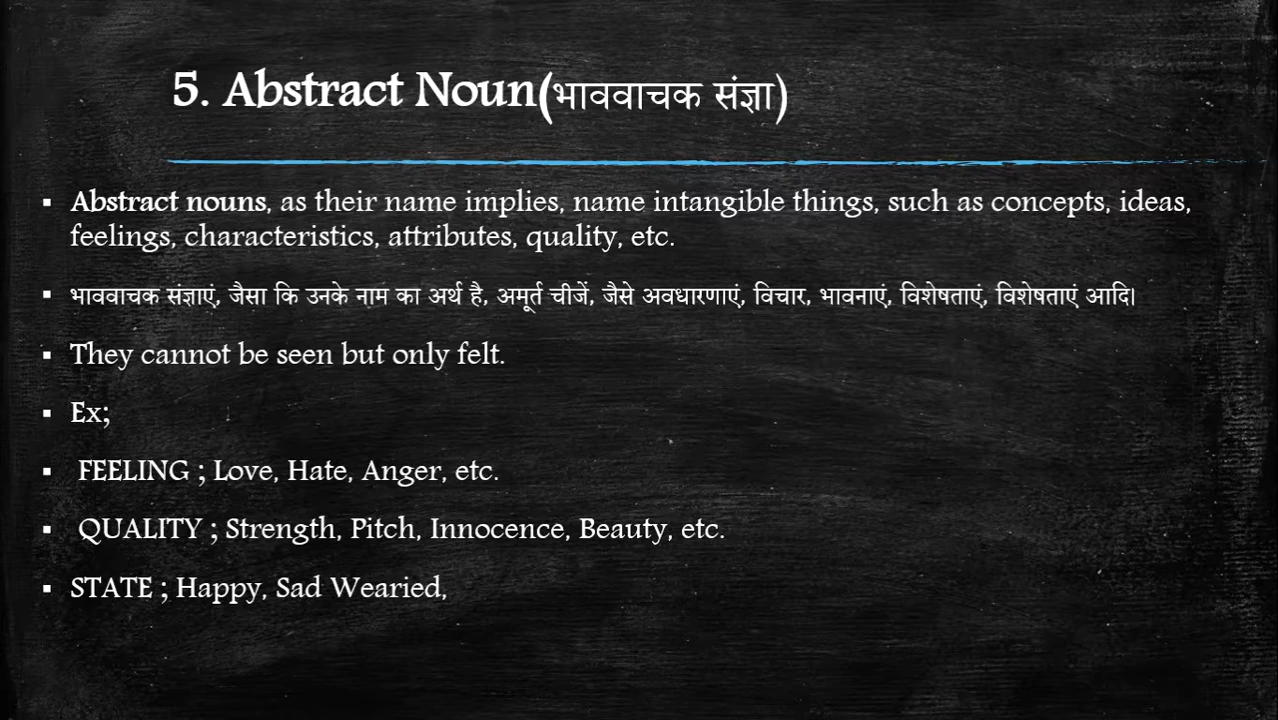 5. Abstract Noun(भाववाचक संज्ञा)
▪ Abstract nouns, as their name implies, name intangible things, such as concepts, ideas,
feelings, characteristics, attributes, quality, etc.
▪ भाववाचक संज्ञाएं, जैसा कि उनके नाम का अर्थ है, अमूर्त चीजें, जैसे अवधारणाएं, विचार, भावनाएं, विशेषताएं, विशेषताएं आदि।
▪ They cannot be seen but only felt.
▪ Ex;
▪ FEELING ; Love, Hate, Anger, etc.
▪ QUALITY ; Strength, Pitch, Innocence, Beauty, etc.
▪ STATE ; Happy, Sad Wearied,